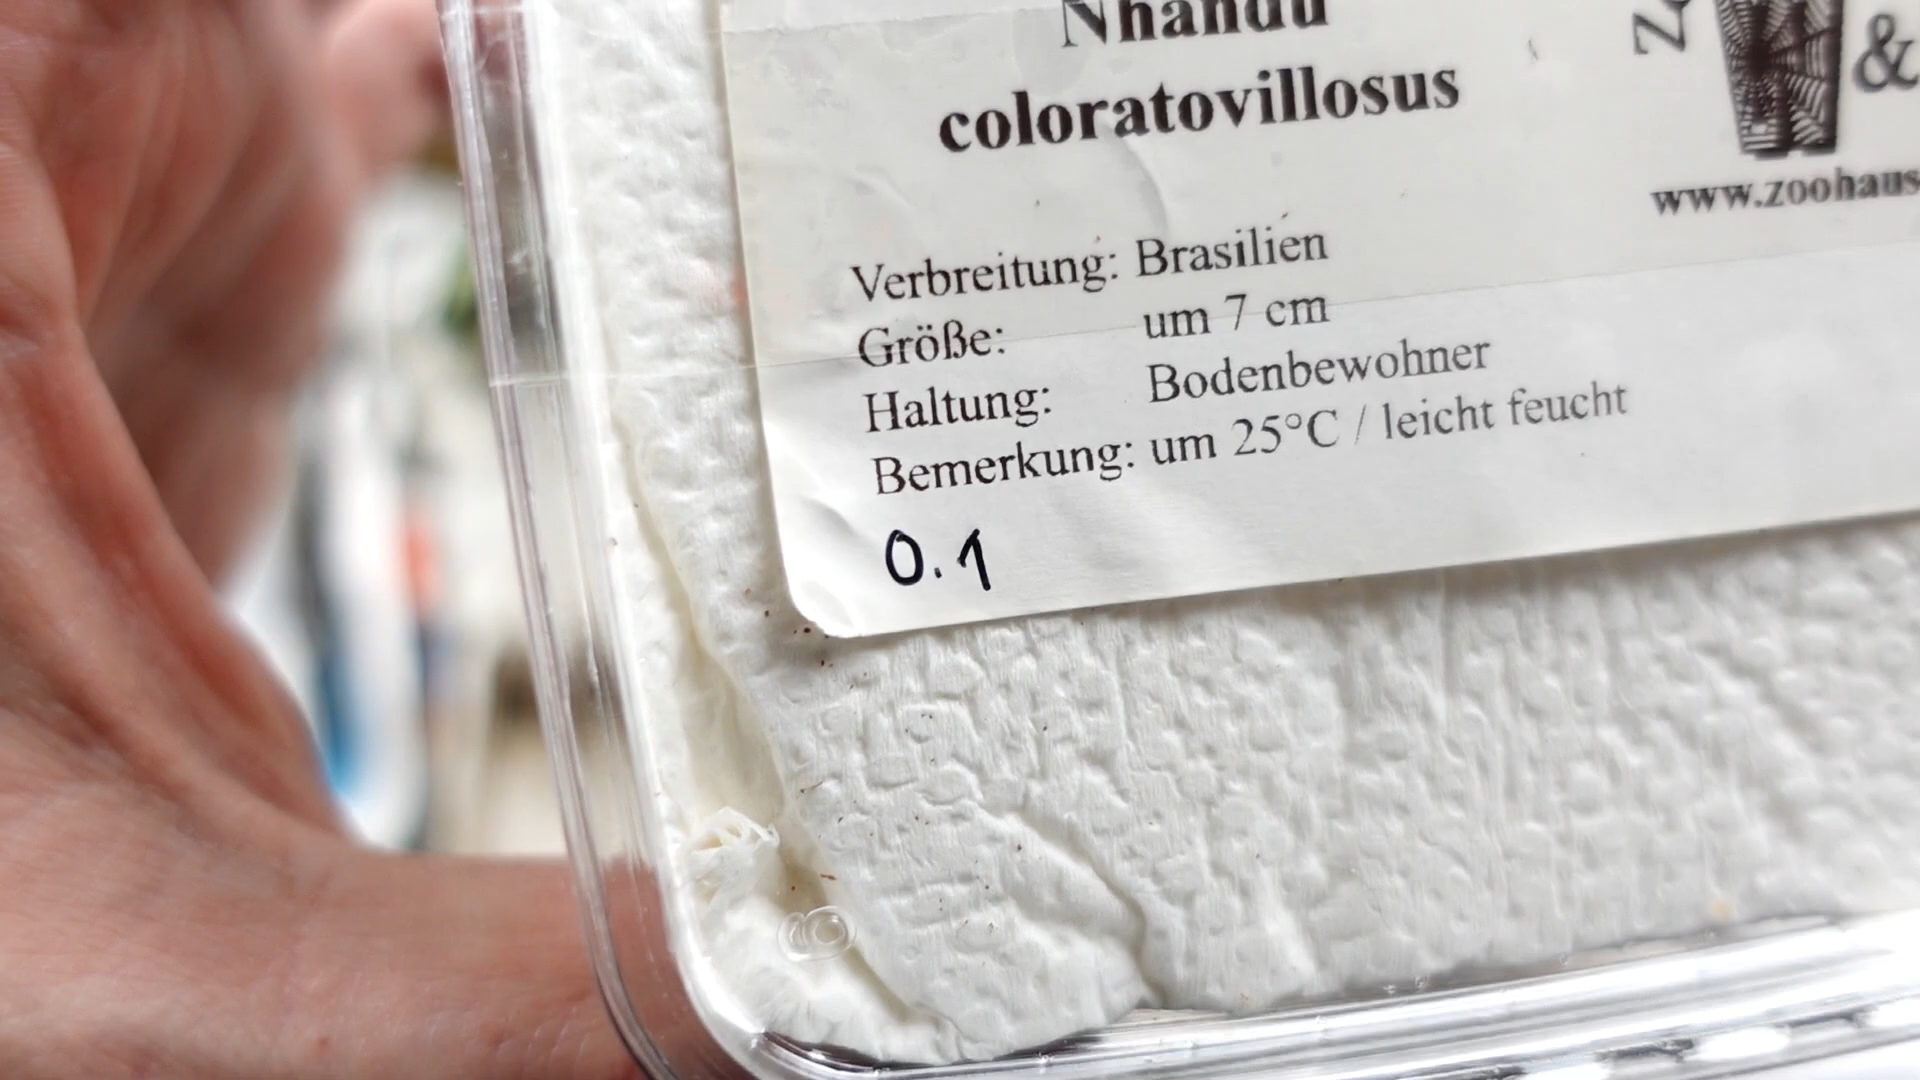 Nhandu
coloratovillosus
&
www.zoohaus
Verbreitung: Brasilien
Größe: um 7 cm
Haltung: Bodenbewohner
Bemerkung: um 25°C / leicht feucht
0.1